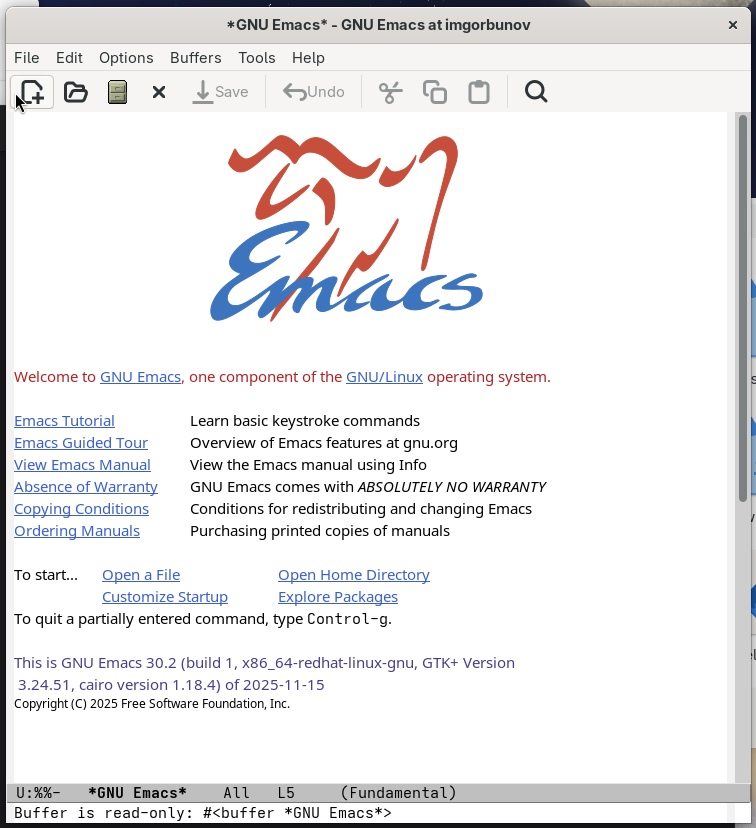 *GNU Emacs* - GNU Emacs at imgorbunov
File Edit Options Buffers Tools Help
Save Undo
Emacs
Welcome to GNU Emacs, one component of the GNU/Linux operating system.
Emacs Tutorial Learn basic keystroke commands
Emacs Guided Tour Overview of Emacs features at gnu.org
View Emacs Manual View the Emacs manual using Info
Absence of Warranty GNU Emacs comes with ABSOLUTELY NO WARRANTY
Copying Conditions Conditions for redistributing and changing Emacs
Ordering Manuals Purchasing printed copies of manuals
To start... Open a File Open Home Directory
Customize Startup Explore Packages
To quit a partially entered command, type Control-g.
This is GNU Emacs 30.2 (build 1, x86_64-redhat-linux-gnu, GTK+ Version
3.24.51, cairo version 1.18.4) of 2025-11-15
Copyright (C) 2025 Free Software Foundation, Inc.
U:%%- *GNU Emacs* All L5 (Fundamental)
Buffer is read-only: #<buffer *GNU Emacs*>